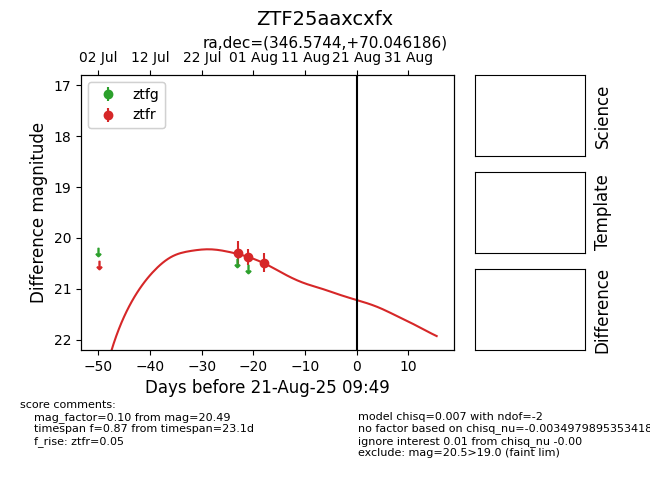 ZTF25aaxcxfx
ra,dec=(346.5744,+70.046186)
02 Jul 12 Jul 22 Jul 01 Aug 11 Aug 21 Aug 31 Aug
ztfg
ztfr
17
18
19
20
21
22
Difference magnitude
−50 −40 −30 −20 −10 0 10
Days before 21-Aug-25 09:49
Science
Template
Difference
score comments:
mag_factor=0.10 from mag=20.49
timespan f=0.87 from timespan=23.1d
f_rise: ztfr=0.05
model chisq=0.007 with ndof=-2
no factor based on chisq_nu=-0.0034979895353418
ignore interest 0.01 from chisq_nu -0.00
exclude: mag=20.5>19.0 (faint lim)